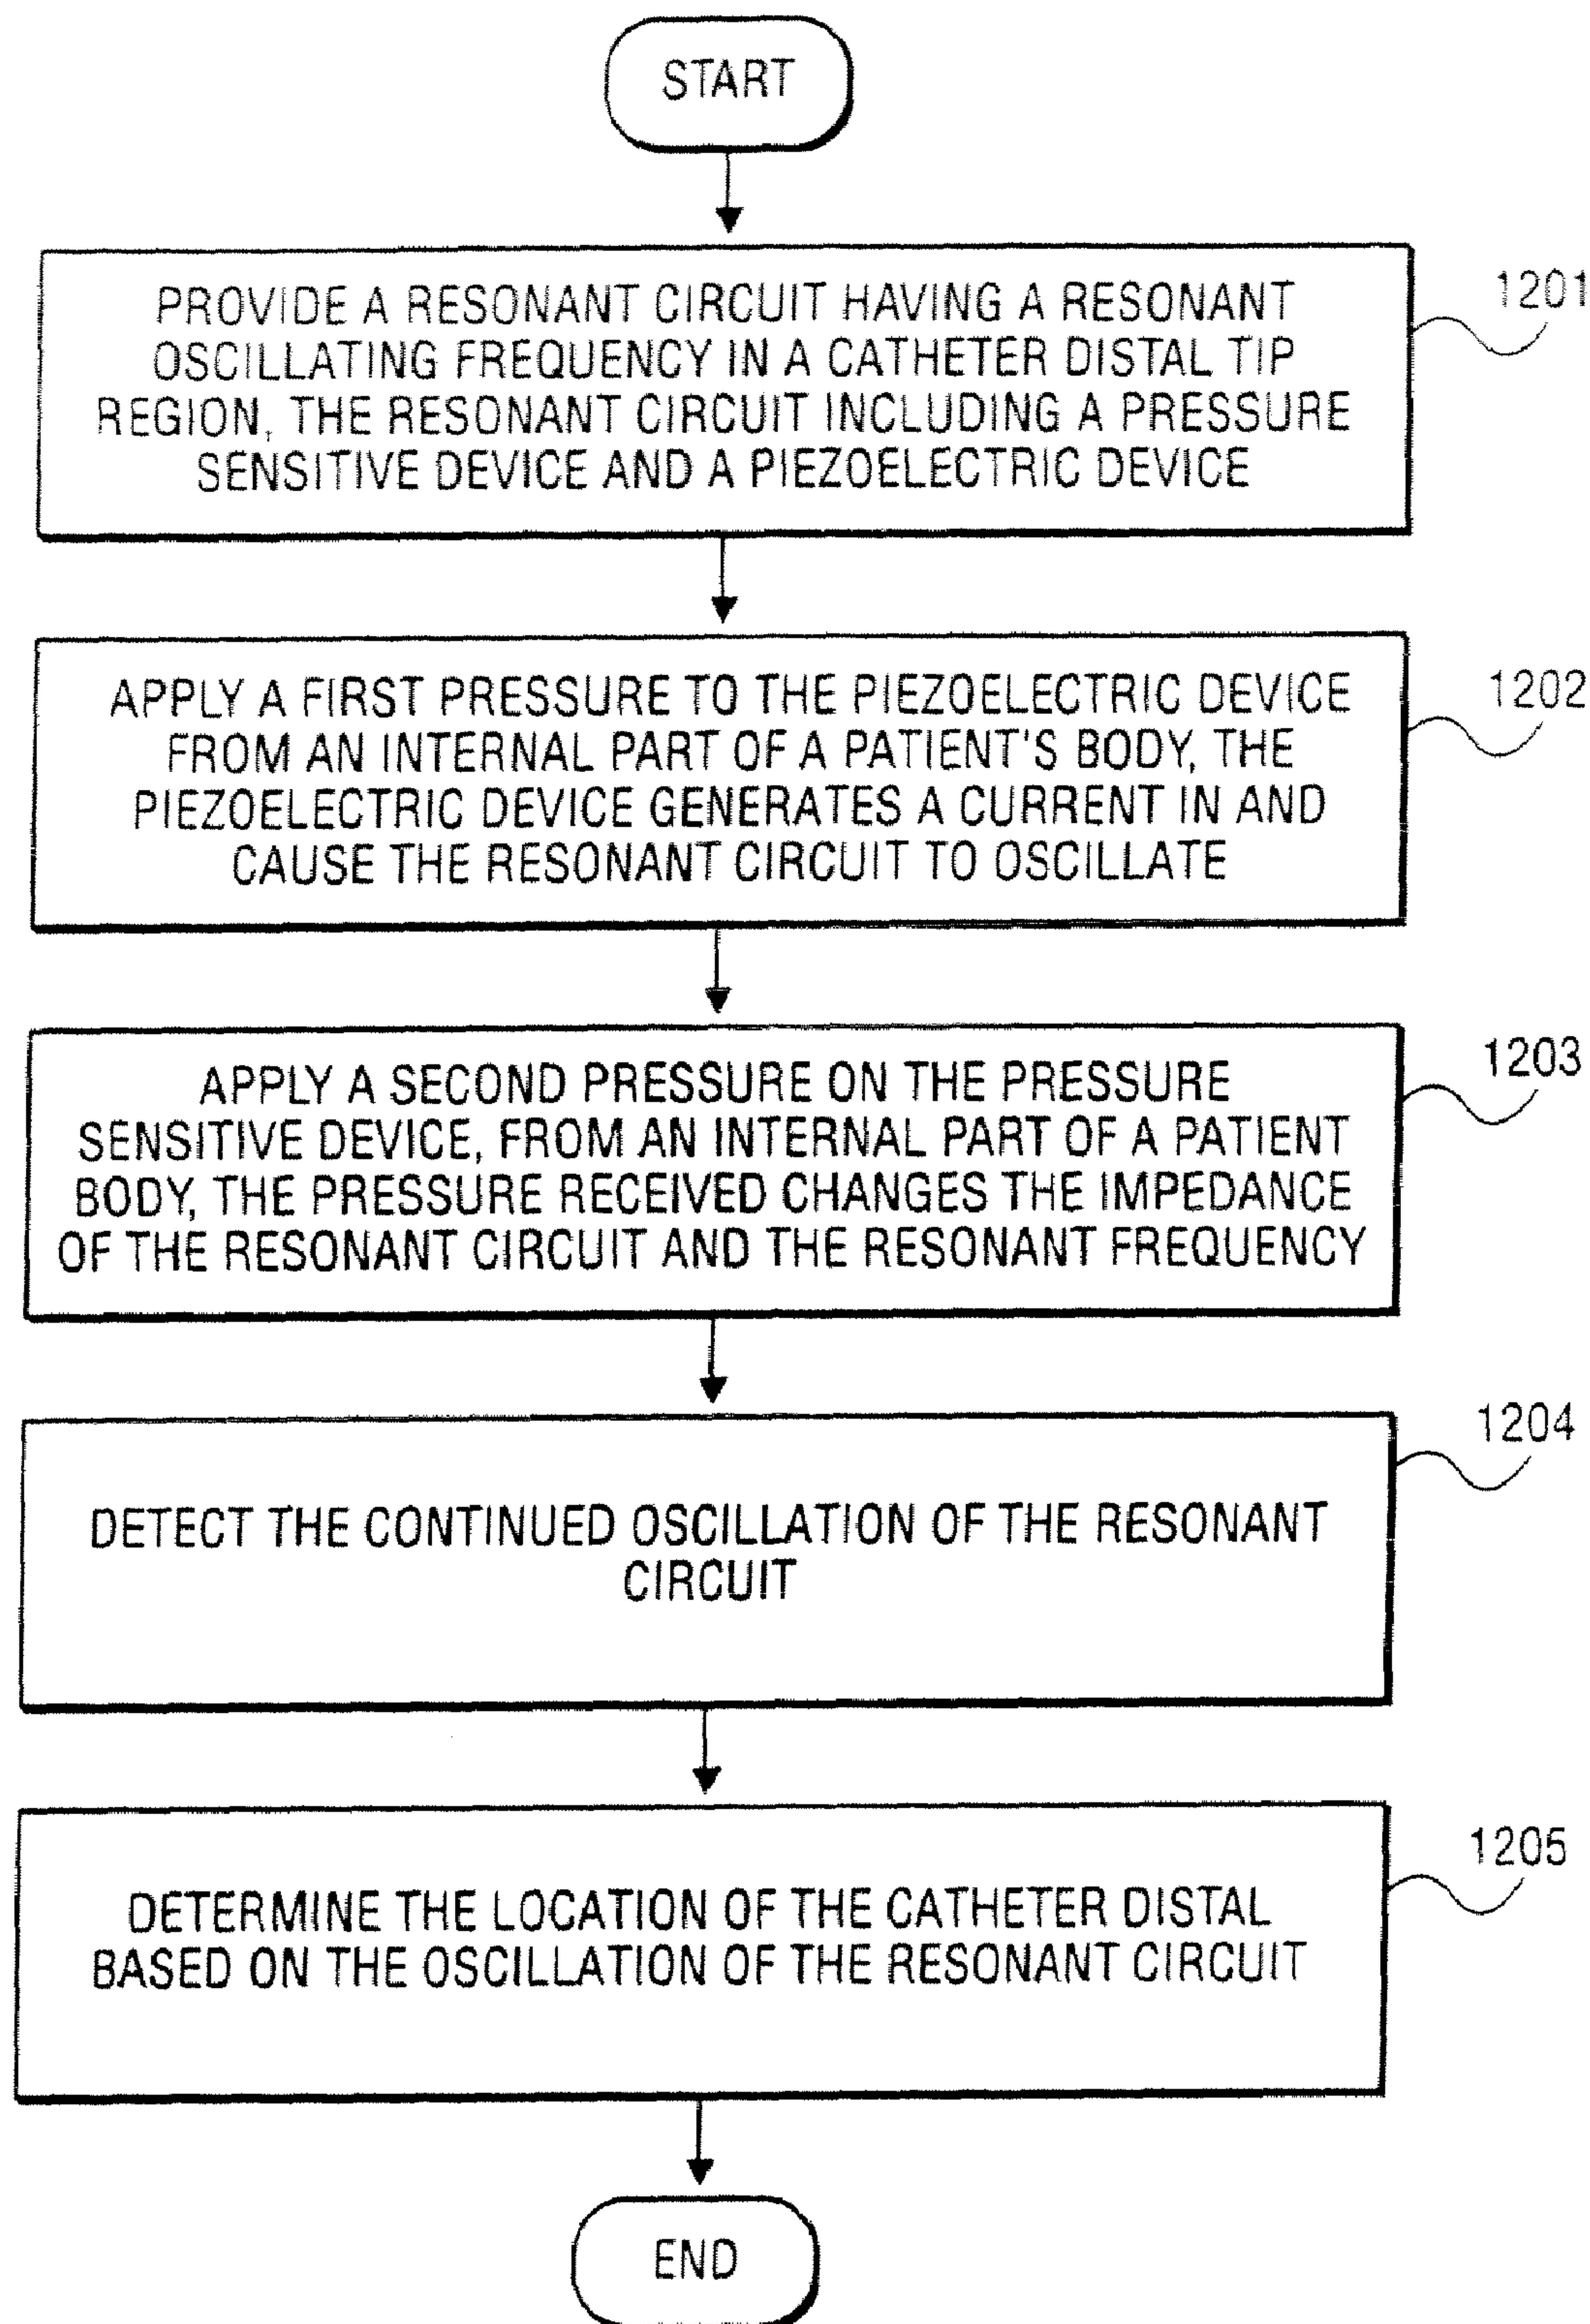 START
PROVIDE A RESONANT CIRCUIT HAVING A RESONANT
OSCILLATING FREQUENCY IN A CATHETER DISTAL TIP
REGION, THE RESONANT CIRCUIT INCLUDING A PRESSURE
SENSITIVE DEVICE AND A PIEZOELECTRIC DEVICE
1201
APPLY A FIRST PRESSURE TO THE PIEZOELECTRIC DEVICE
FROM AN INTERNAL PART OF A PATIENT'S BODY, THE
PIEZOELECTRIC DEVICE GENERATES A CURRENT IN AND
CAUSE THE RESONANT CIRCUIT TO OSCILLATE
1202
APPLY A SECOND PRESSURE ON THE PRESSURE
SENSITIVE DEVICE, FROM AN INTERNAL PART OF A PATIENT
BODY, THE PRESSURE RECEIVED CHANGES THE IMPEDANCE
OF THE RESONANT CIRCUIT AND THE RESONANT FREQUENCY
1203
DETECT THE CONTINUED OSCILLATION OF THE RESONANT
CIRCUIT
1204
DETERMINE THE LOCATION OF THE CATHETER DISTAL
BASED ON THE OSCILLATION OF THE RESONANT CIRCUIT
1205
END